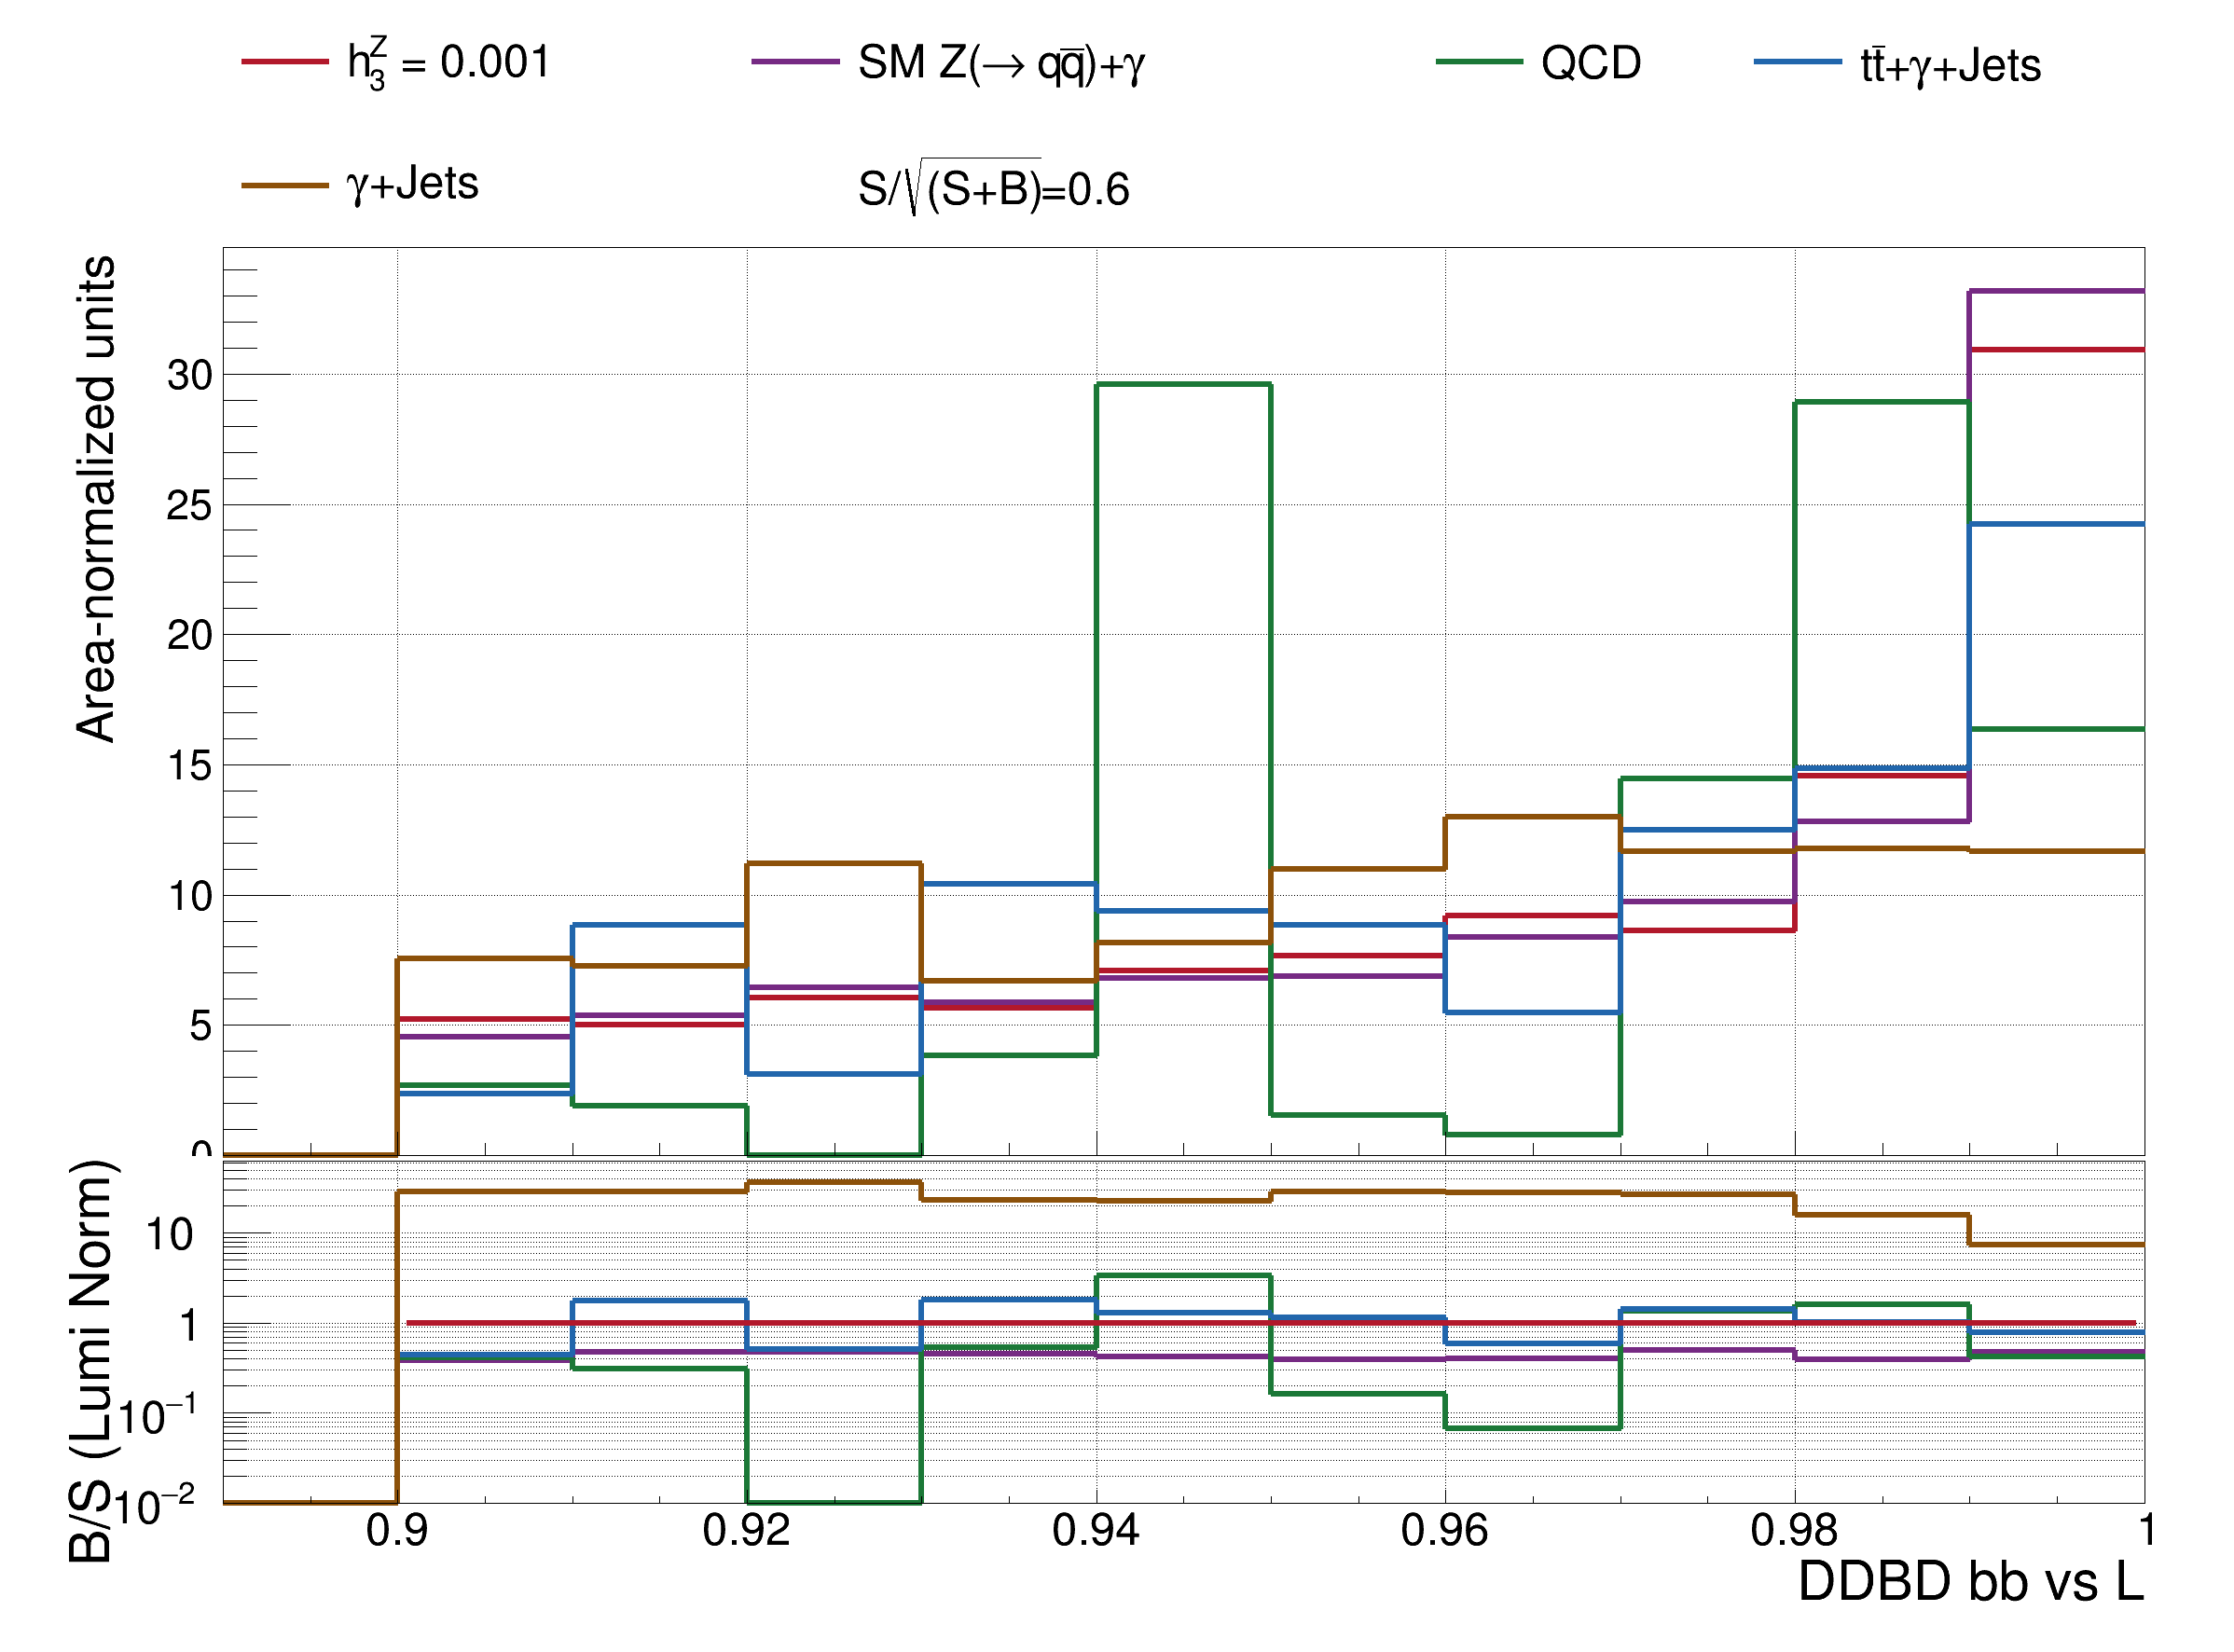 h₃ᶻ = 0.001 SM Z(→ qq̄)+γ QCD tt̄+γ+Jets
γ+Jets S/√(S+B)=0.6
Area-normalized units
30
25
20
15
10
5
0
B/S (Lumi Norm)
10
1
10⁻¹
10⁻²
0.9 0.92 0.94 0.96 0.98 1
DDBD bb vs L